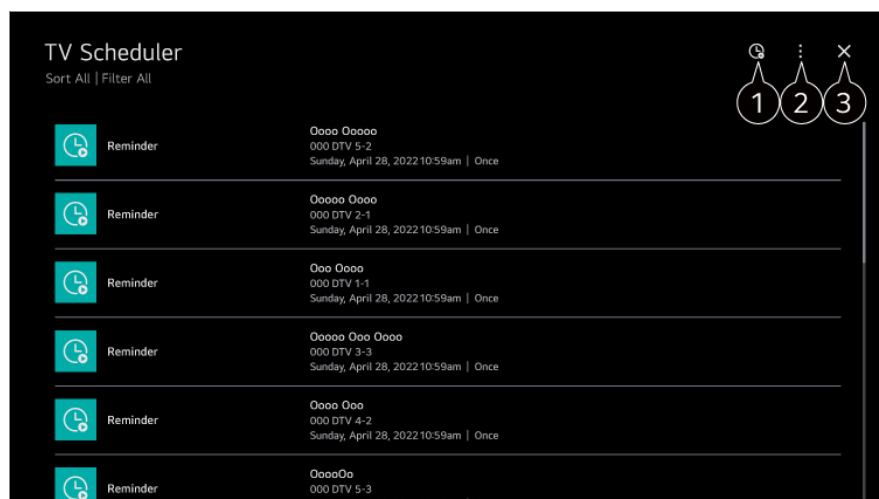 TV Scheduler
Sort All | Filter All
1 2 3
Reminder
Oooo Ooooo
000 DTV 5-2
Sunday, April 28, 2022 10:59am | Once
Reminder
Ooooo Oooo
000 DTV 2-1
Sunday, April 28, 2022 10:59am | Once
Reminder
Ooo Oooo
000 DTV 1-1
Sunday, April 28, 2022 10:59am | Once
Reminder
Ooooo Ooo Oooo
000 DTV 3-3
Sunday, April 28, 2022 10:59am | Once
Reminder
Oooo Ooo
000 DTV 4-2
Sunday, April 28, 2022 10:59am | Once
Reminder
OoooOo
000 DTV 5-3